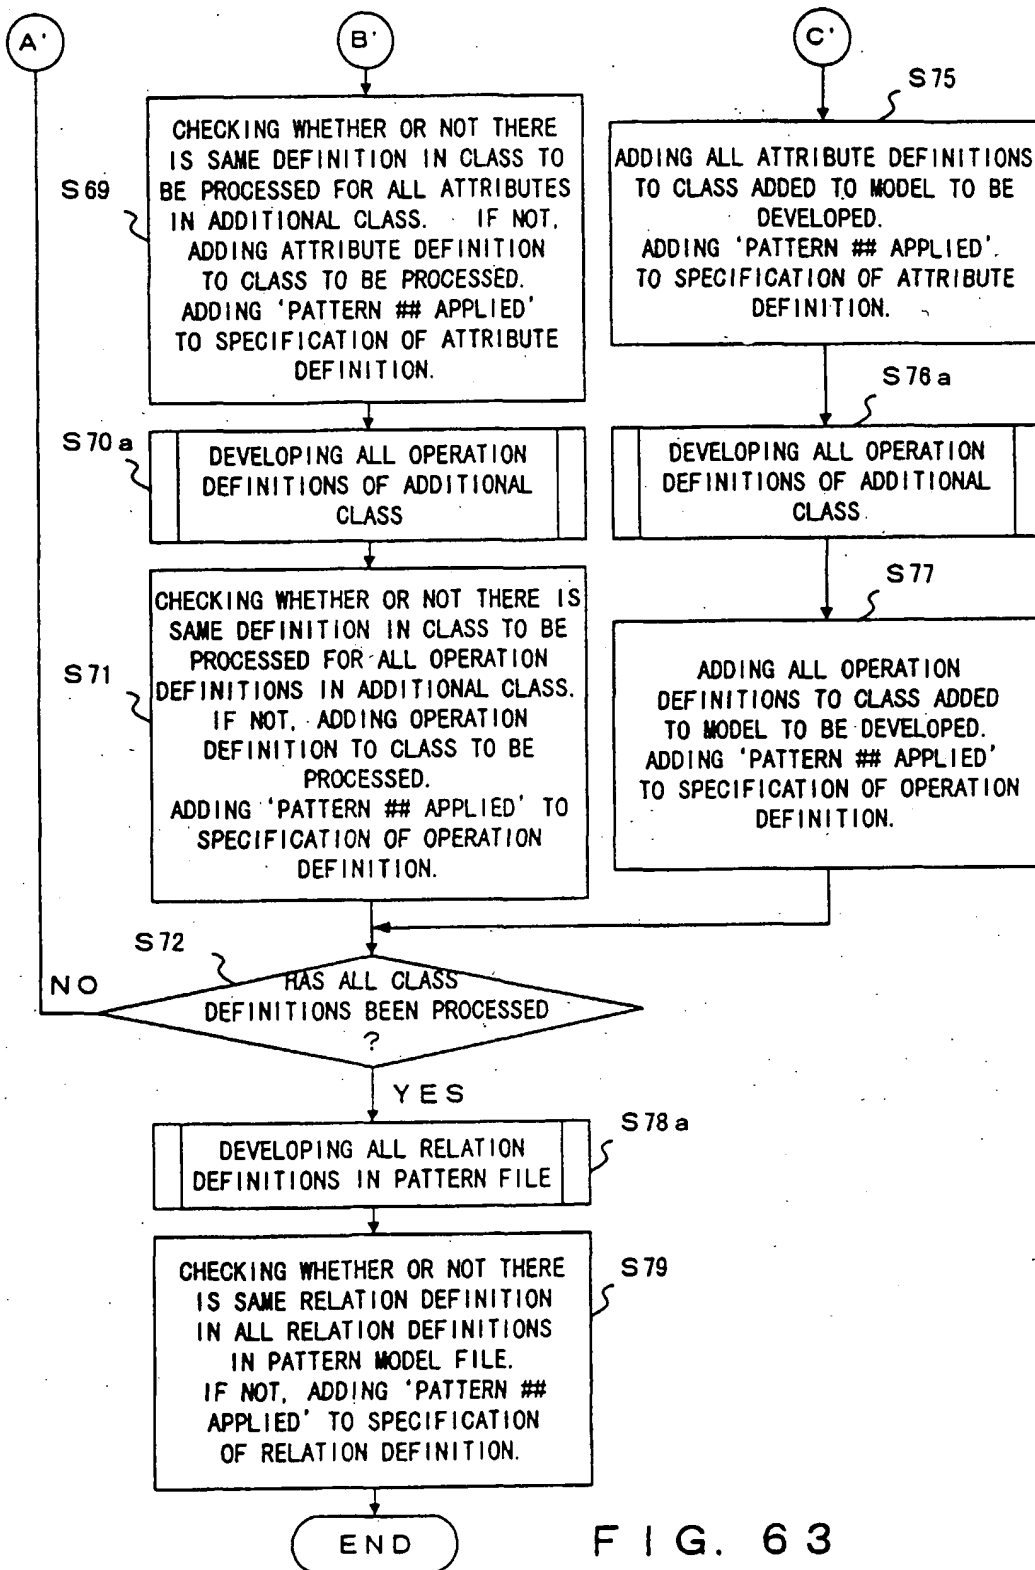 A'
B'
C'
S69
CHECKING WHETHER OR NOT THERE
IS SAME DEFINITION IN CLASS TO
BE PROCESSED FOR ALL ATTRIBUTES
IN ADDITIONAL CLASS. IF NOT,
ADDING ATTRIBUTE DEFINITION
TO CLASS TO BE PROCESSED.
ADDING 'PATTERN ## APPLIED'
TO SPECIFICATION OF ATTRIBUTE
DEFINITION.
S75
ADDING ALL ATTRIBUTE DEFINITIONS
TO CLASS ADDED TO MODEL TO BE
DEVELOPED.
ADDING 'PATTERN ## APPLIED'.
TO SPECIFICATION OF ATTRIBUTE
DEFINITION.
S70a
DEVELOPING ALL OPERATION
DEFINITIONS OF ADDITIONAL
CLASS
S76a
DEVELOPING ALL OPERATION
DEFINITIONS OF ADDITIONAL
CLASS
S71
CHECKING WHETHER OR NOT THERE IS
SAME DEFINITION IN CLASS TO BE
PROCESSED FOR ALL OPERATION
DEFINITIONS IN ADDITIONAL CLASS.
IF NOT, ADDING OPERATION
DEFINITION TO CLASS TO BE
PROCESSED.
ADDING 'PATTERN ## APPLIED' TO
SPECIFICATION OF OPERATION
DEFINITION.
S77
ADDING ALL OPERATION
DEFINITIONS TO CLASS ADDED
TO MODEL TO BE DEVELOPED.
ADDING 'PATTERN ## APPLIED'
TO SPECIFICATION OF OPERATION
DEFINITION.
S72
NO
HAS ALL CLASS
DEFINITIONS BEEN PROCESSED
?
YES
S78a
DEVELOPING ALL RELATION
DEFINITIONS IN PATTERN FILE
S79
CHECKING WHETHER OR NOT THERE
IS SAME RELATION DEFINITION
IN ALL RELATION DEFINITIONS
IN PATTERN MODEL FILE.
IF NOT, ADDING 'PATTERN ##
APPLIED' TO SPECIFICATION
OF RELATION DEFINITION.
END
FIG. 63